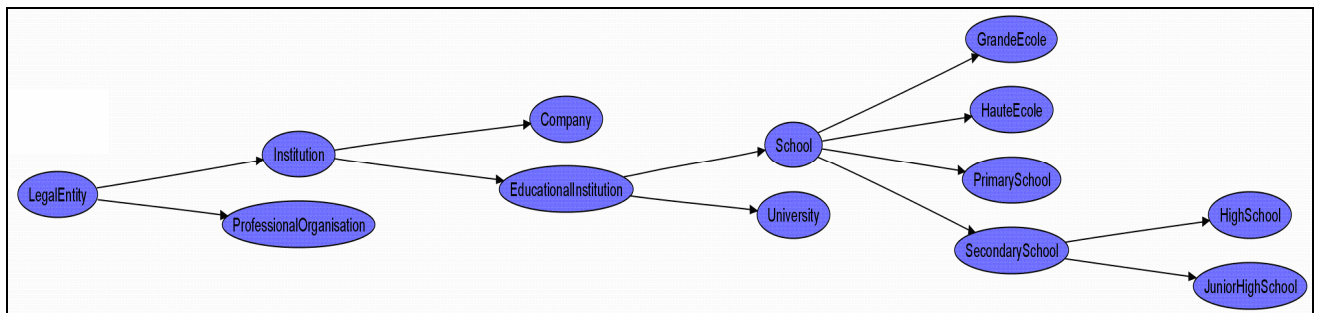 GrandeEcole
HauteEcole
Company
School
Institution
PrimarySchool
EducationalInstitution
LegalEntity
University
HighSchool
ProfessionalOrganisation
SecondarySchool
JuniorHighSchool